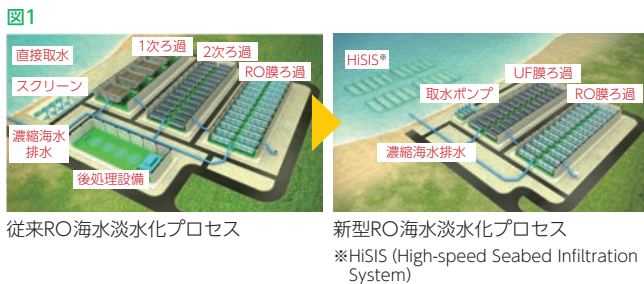 図1
直接取水
1次ろ過
2次ろ過
RO膜ろ過
スクリーン
濃縮海水
排水
後処理設備
従来RO海水淡水化プロセス
HiSIS※
UF膜ろ過
取水ポンプ
RO膜ろ過
濃縮海水排水
新型RO海水淡水化プロセス
※HiSIS (High-speed Seabed Infiltration
System)